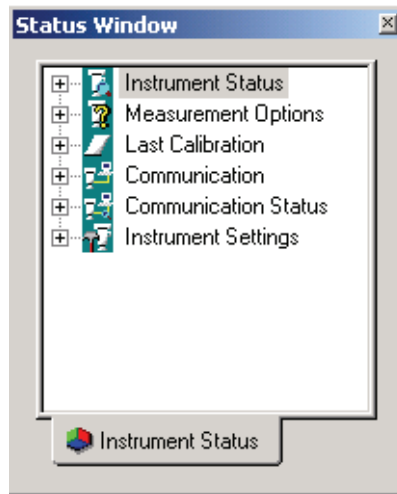 Status Window
Instrument Status
Measurement Options
Last Calibration
Communication
Communication Status
Instrument Settings
Instrument Status